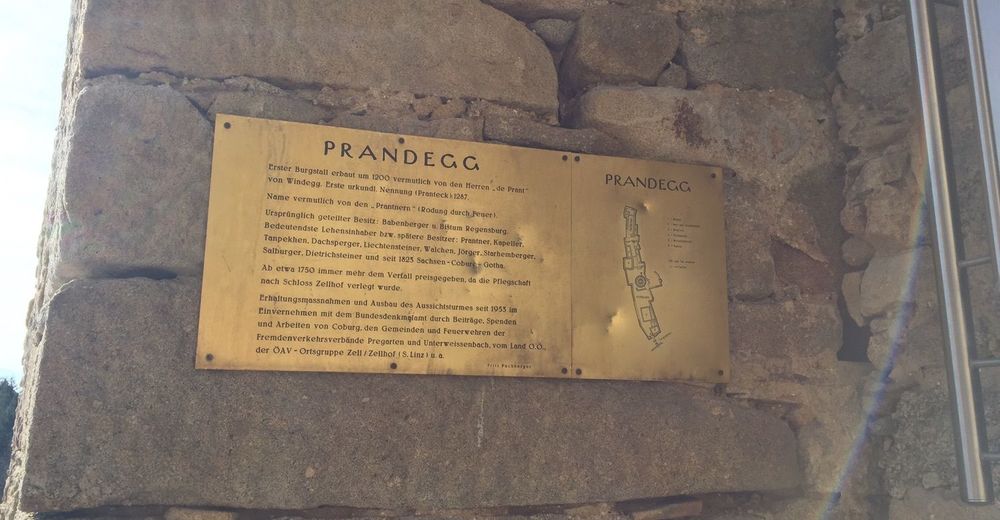 PRANDEGG
Erster Burgstall erbaut um 1200 vermutlich von den Herren „de Prant"
von Windegg. Erste urkundl. Nennung (Pranteck) 1287.
Name vermutlich von den „Prantnern" (Rodung durch Feuer).
Ursprünglich geteilter Besitz: Babenberger u. Bistum Regensburg.
Bedeutendste Lehensinhaber bzw. spätere Besitzer: Prantner, Kapeller,
Tanpekhen, Dachsperger, Liechtensteiner, Walchen, Jörger, Starhemberger,
Salburger, Dietrichsteiner und seit 1823 Sachsen-Coburg-Gotha.
Ab etwa 1750 immer mehr dem Verfall preisgegeben, da die Pflegschaft
nach Schloss Zellhof verlegt wurde.
Erhaltungsmassnahmen und Ausbau des Aussichtsturmes seit 1953 im
Einvernehmen mit dem Bundesdenkmalamt durch Beiträge, Spenden
und Arbeiten von Coburg, den Gemeinden und Feuerwehren der
Fremdenverkehrsverbände Pregarten und Unterweissenbach, vom Land O.Ö.,
der ÖAV-Ortsgruppe Zell/Zellhof (S. Linz) u. a.
PRANDEGG